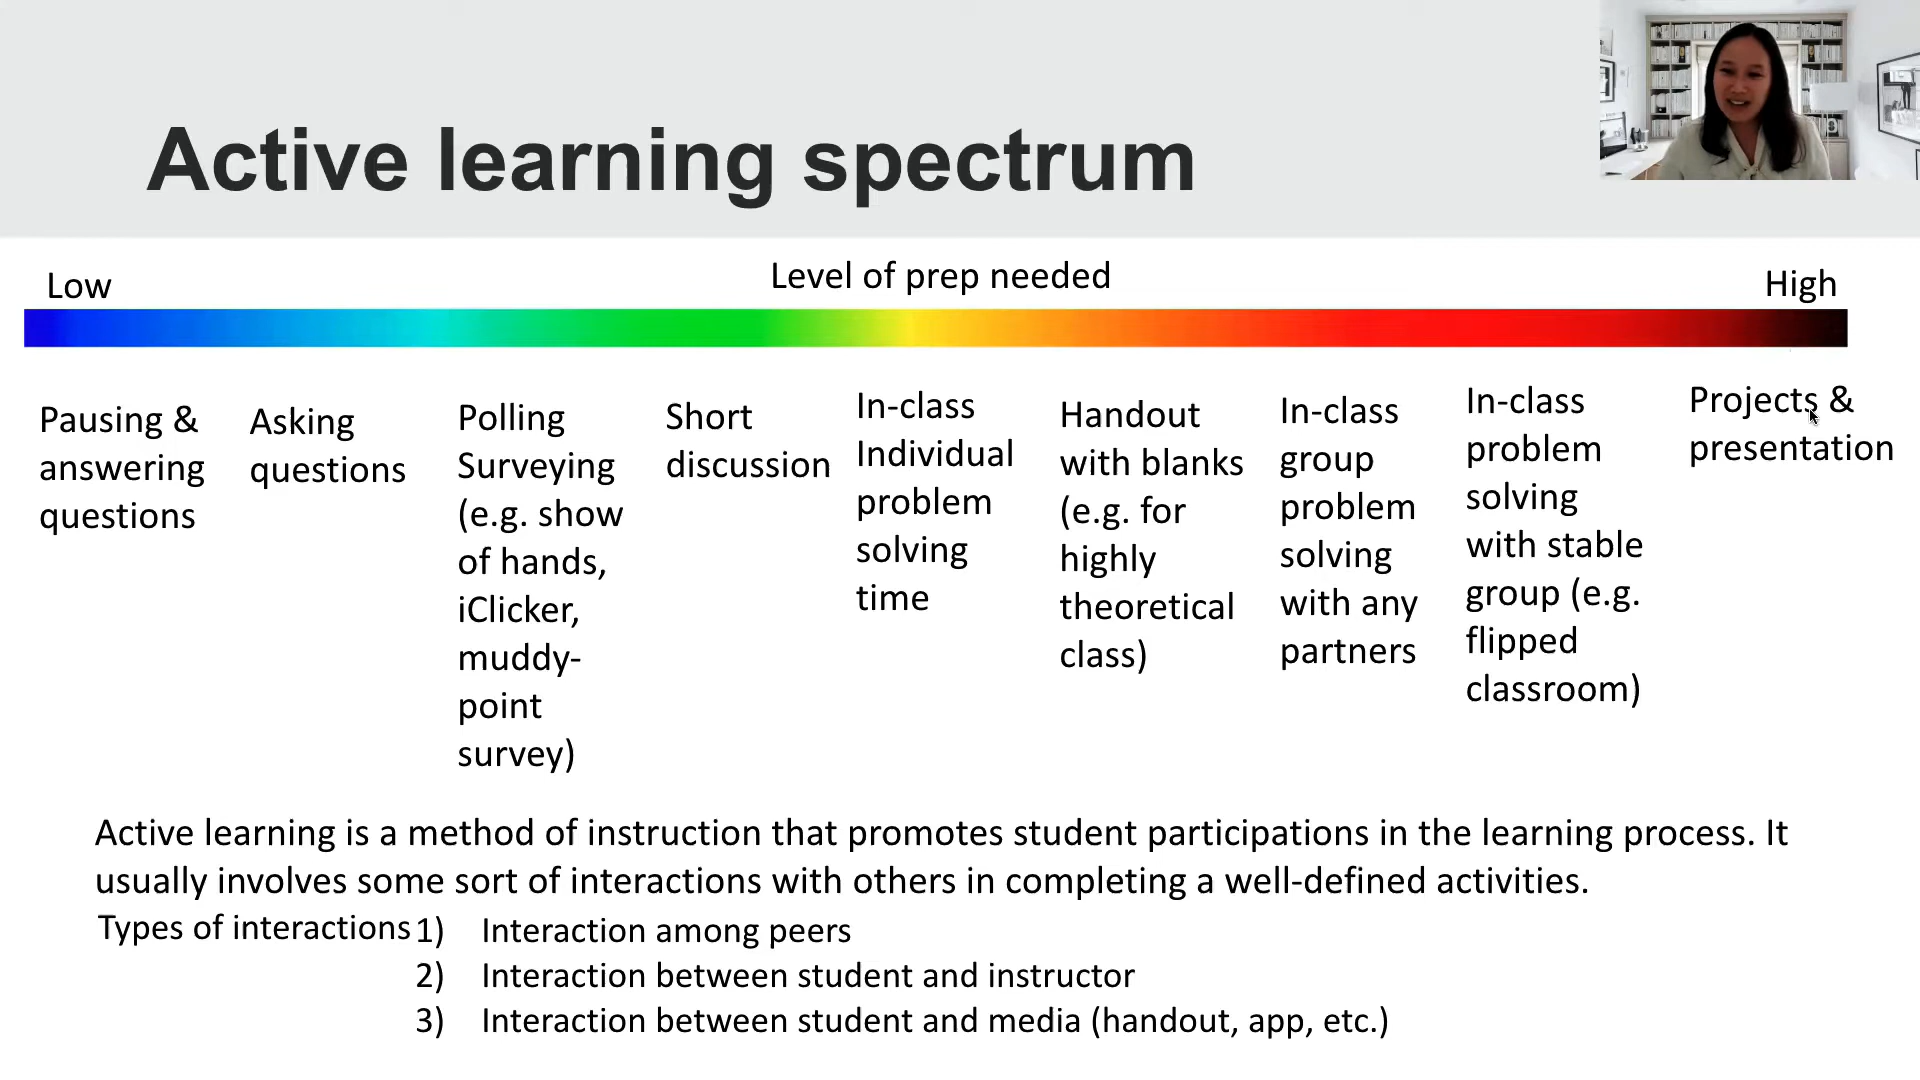 Active learning spectrum
Low
Level of prep needed
High
Pausing &
answering
questions
Asking
questions
Polling
Surveying
(e.g. show
of hands,
iClicker,
muddy-
point
survey)
Short
discussion
In-class
Individual
problem
solving
time
Handout
with blanks
(e.g. for
highly
theoretical
class)
In-class
group
problem
solving
with any
partners
In-class
problem
solving
with stable
group (e.g.
flipped
classroom)
Projects &
presentation
Active learning is a method of instruction that promotes student participations in the learning process. It
usually involves some sort of interactions with others in completing a well-defined activities.
Types of interactions
1) Interaction among peers
2) Interaction between student and instructor
3) Interaction between student and media (handout, app, etc.)